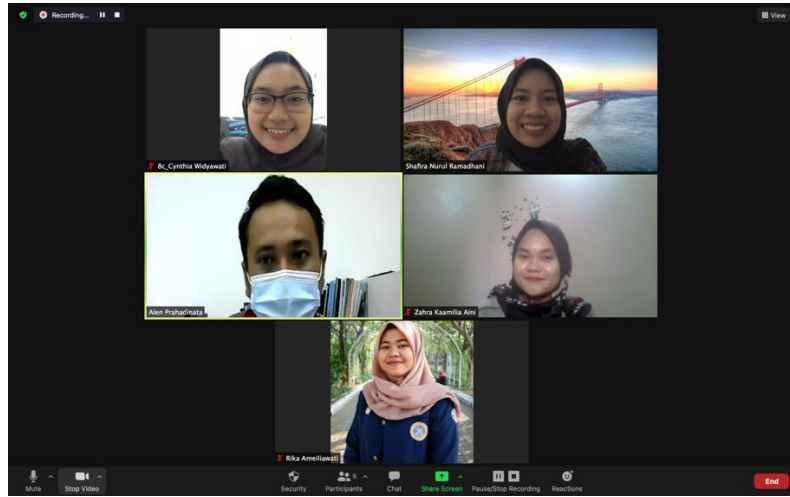 Recording...
View
8c_Cynthia Widyawati
Shafira Nurul Ramadhani
Alen Prahadinata
Zahra Kaamilia Aini
Rika Ameiliawati
Mute
Stop Video
Security
Participants
Chat
Share Screen
Pause/Stop Recording
Reactions
End